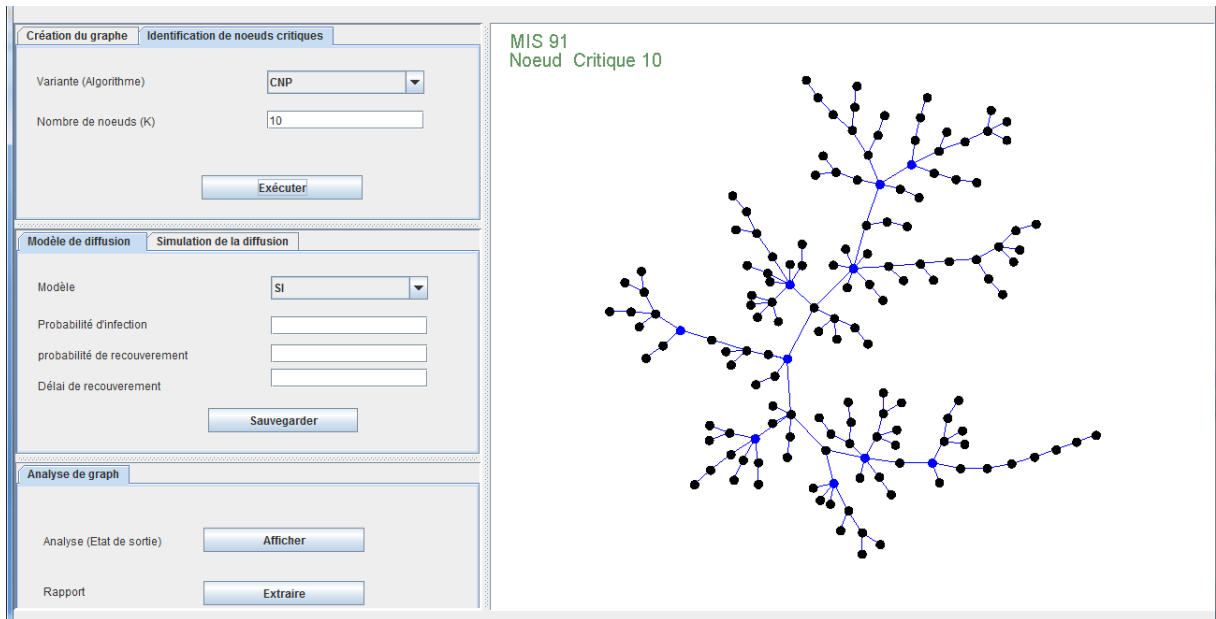 Création du graphe
Identification de noeuds critiques
Variante (Algorithme)
CNP
Nombre de noeuds (K)
10
Exécuter
Modèle de diffusion
Simulation de la diffusion
Modèle
SI
Probabilité d'infection
probabilité de recouverement
Délai de recouverement
Sauvegarder
Analyse de graph
Analyse (Etat de sortie)
Afficher
Rapport
Extraire
MIS 91
Noeud Critique 10